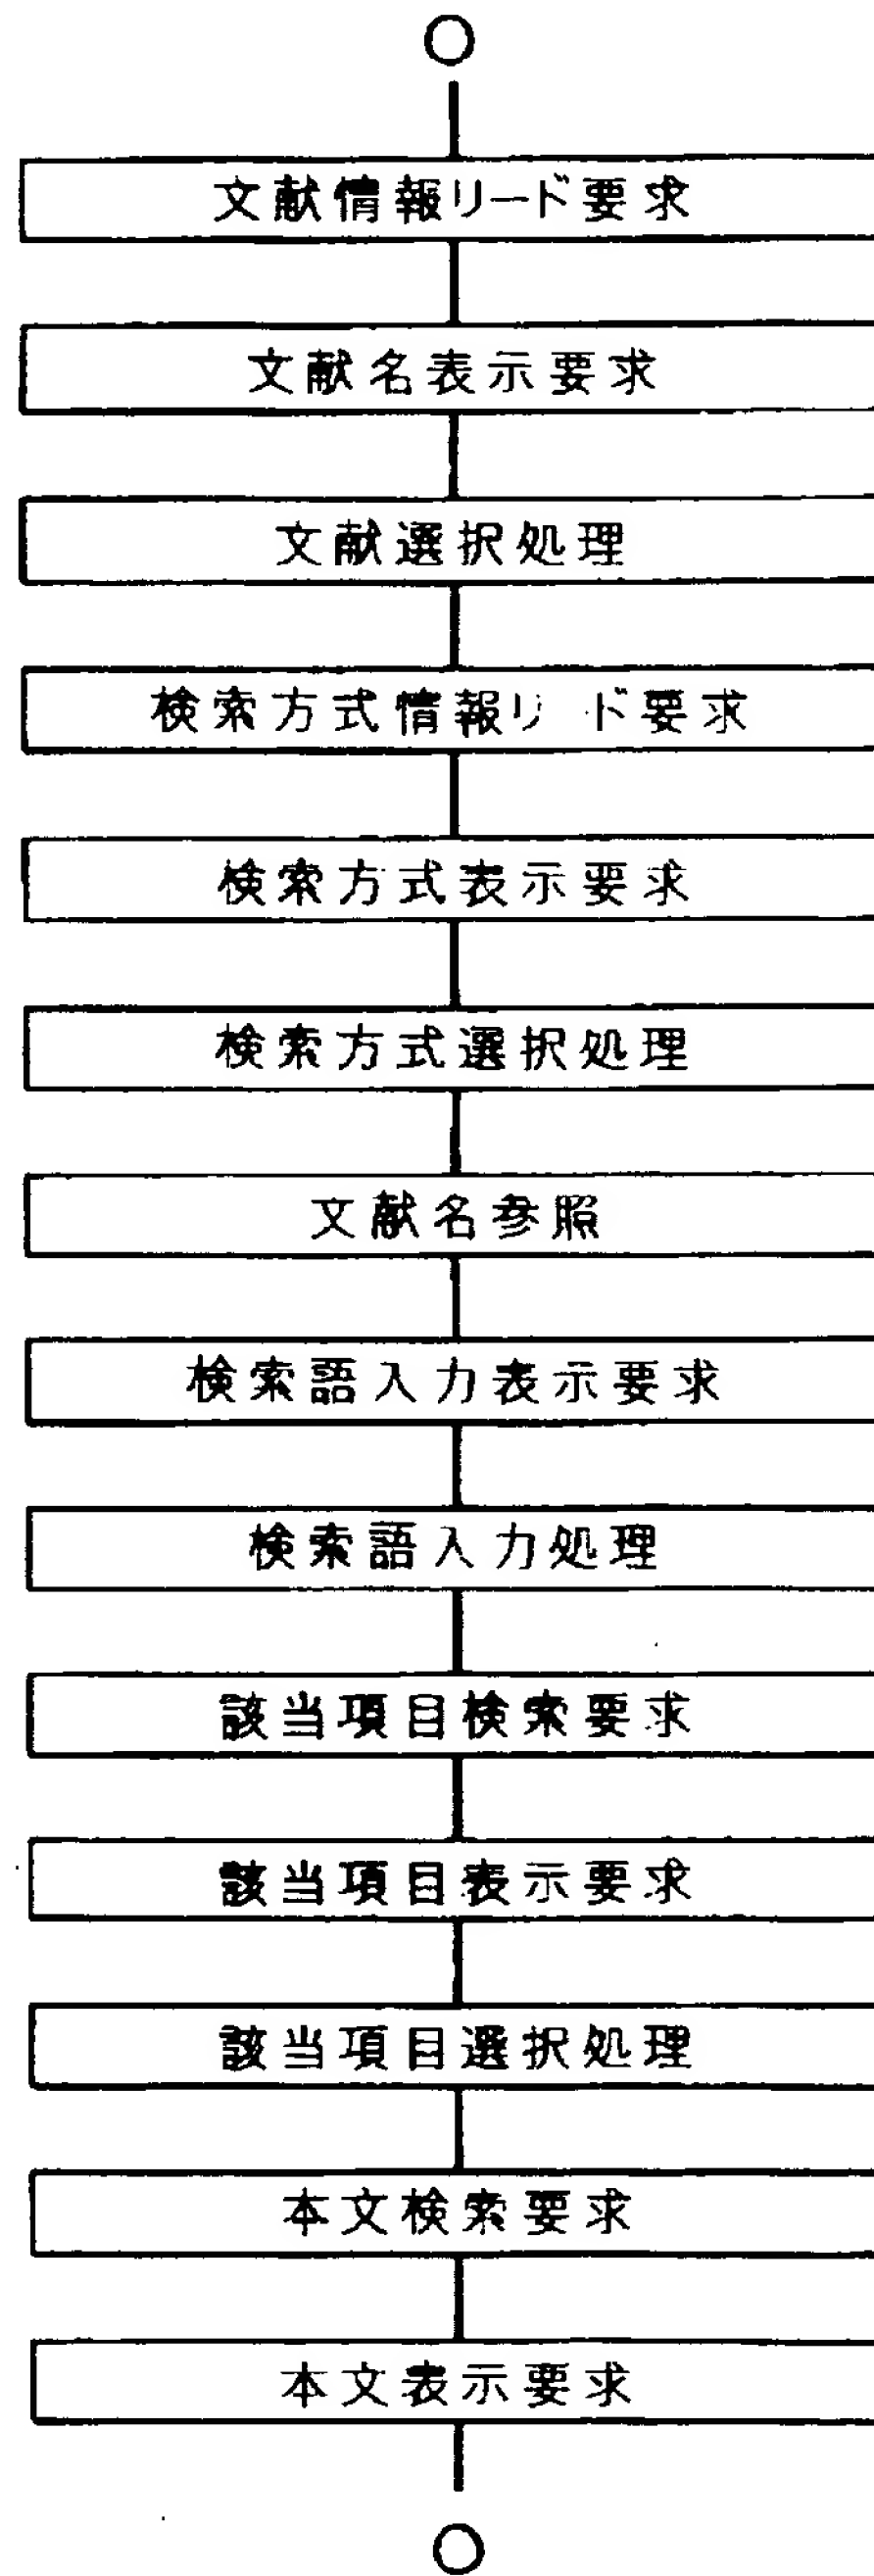 文献情報リード要求
文献名表示要求
文献選択処理
検索方式情報リード要求
検索方式表示要求
検索方式選択処理
文献名参照
検索語入力表示要求
検索語入力処理
該当項目検索要求
該当項目表示要求
該当項目選択処理
本文検索要求
本文表示要求